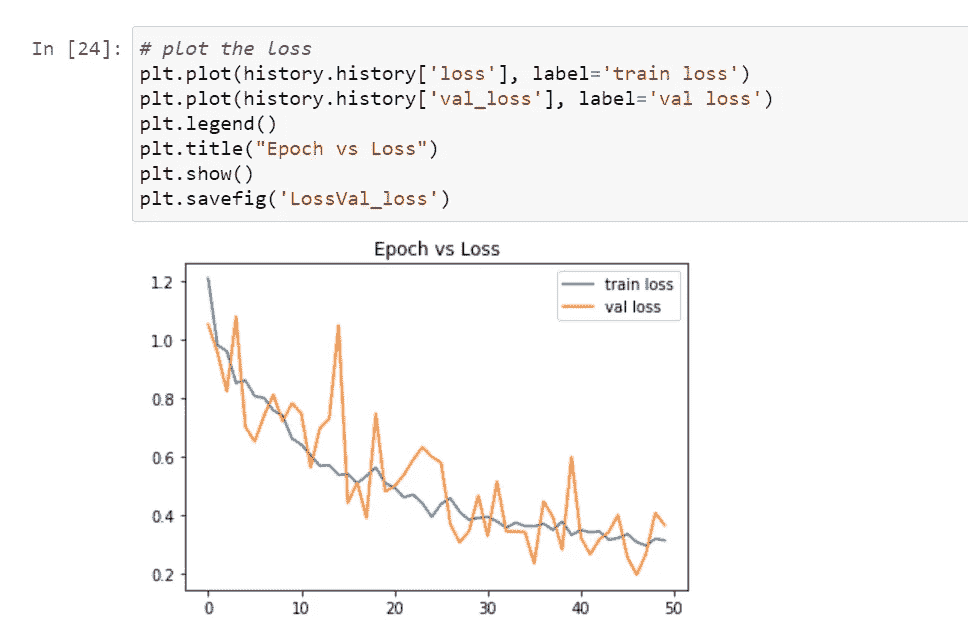 In [24]: # plot the loss
plt.plot(history.history['loss'], label='train loss')
plt.plot(history.history['val_loss'], label='val loss')
plt.legend()
plt.title("Epoch vs Loss")
plt.show()
plt.savefig('LossVal_loss')
Epoch vs Loss
train loss
val loss
1.2
1.0
0.8
0.6
0.4
0.2
0 10 20 30 40 50